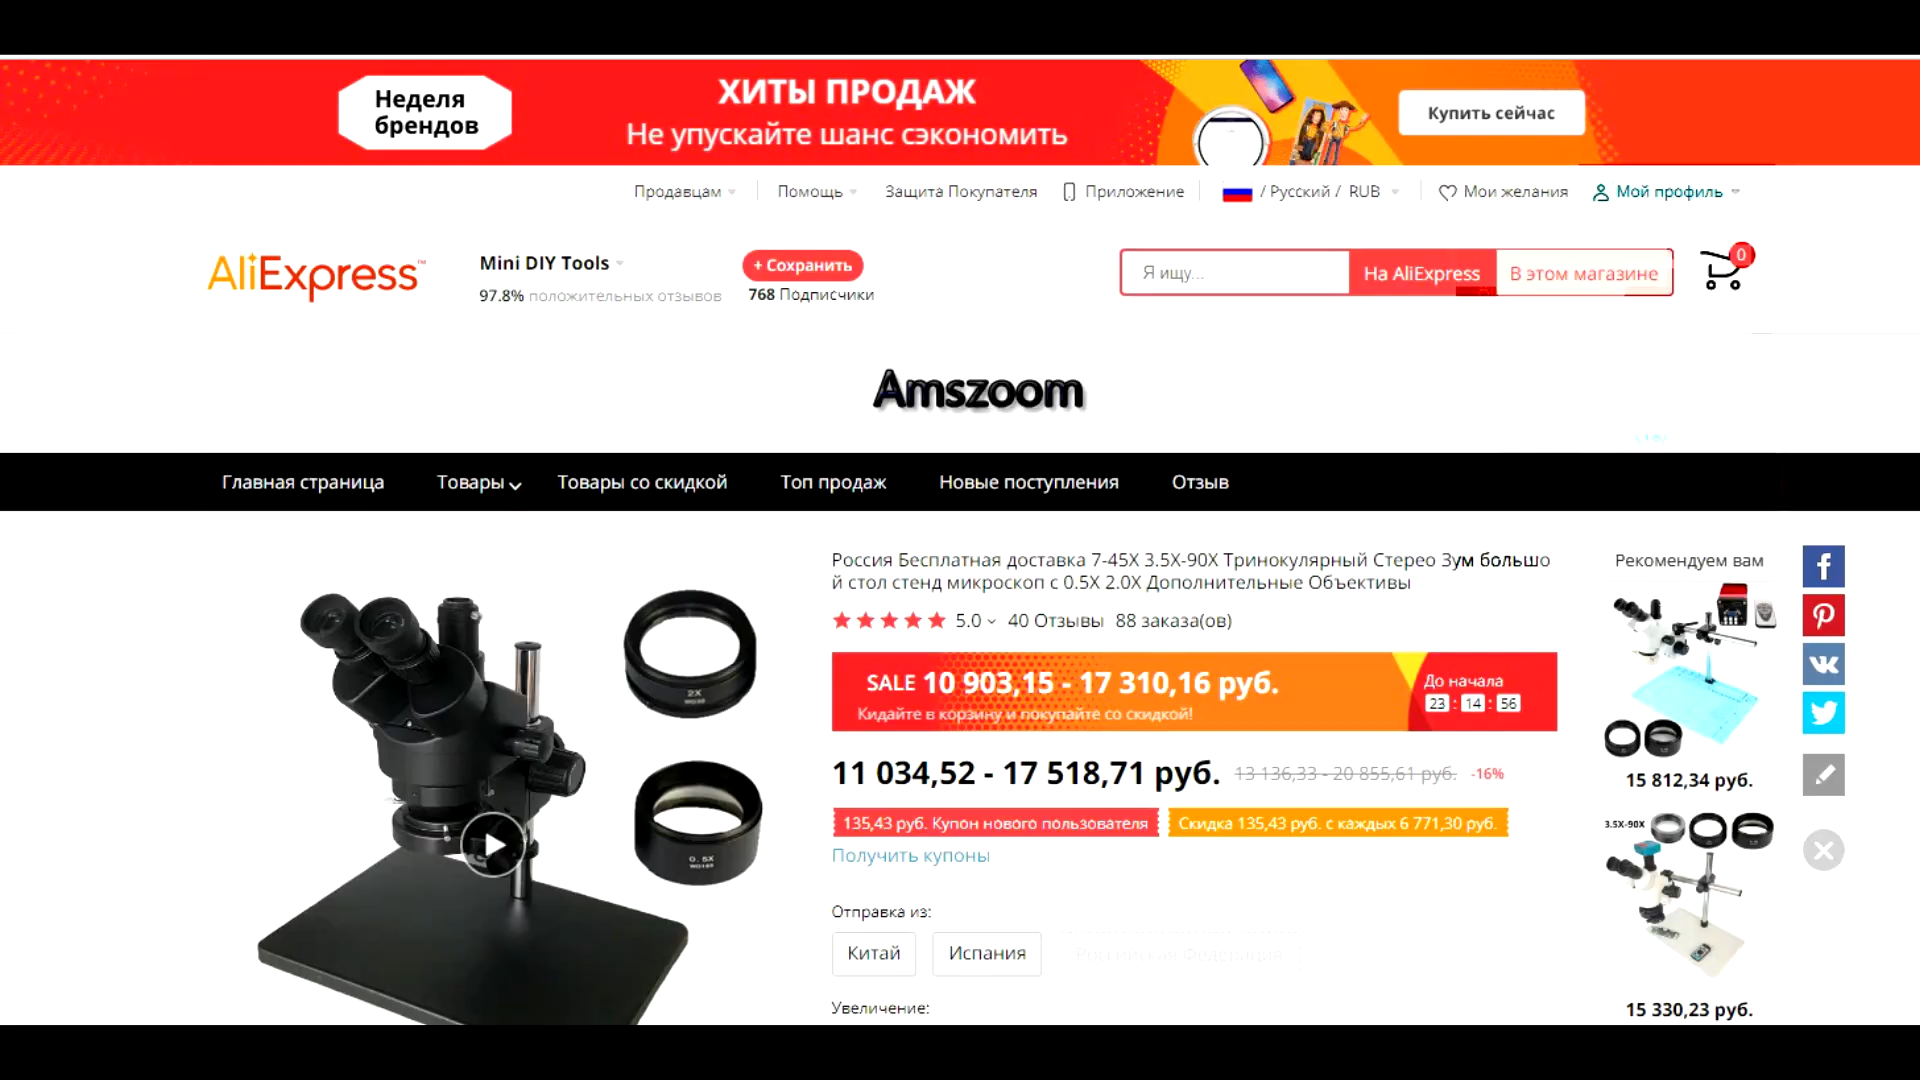 Неделя
брендов
ХИТЫ ПРОДАЖ
Не упускайте шанс сэкономить
Купить сейчас
Продавцам
Помощь
Защита Покупателя
Приложение
/ Русский / RUB
Мои желания
Мой профиль
AliExpress™
Mini DIY Tools
97.8% положительных отзывов
+ Сохранить
768 Подписчики
Я ищу...
На AliExpress
В этом магазине
0
Amszoom
Главная страница
Товары
Товары со скидкой
Топ продаж
Новые поступления
Отзыв
Россия Бесплатная доставка 7-45X 3.5X-90X Тринокулярный Стерео Зум большо
й стол стенд микроскоп с 0.5X 2.0X Дополнительные Объективы
5.0
40 Отзывы 88 заказа(ов)
SALE 10 903,15 - 17 310,16 руб.
Кидайте в корзину и покупайте со скидкой!
До начала
23 : 14 : 56
11 034,52 - 17 518,71 руб. 13 136,33 - 20 855,61 руб. -16%
135,43 руб. Купон нового пользователя
Скидка 135,43 руб. с каждых 6 771,30 руб.
Получить купоны
Отправка из:
Китай
Испания
Российская Федерация
Увеличение:
2X
0.5X
Рекомендуем вам
15 812,34 руб.
3.5X-90X
15 330,23 руб.